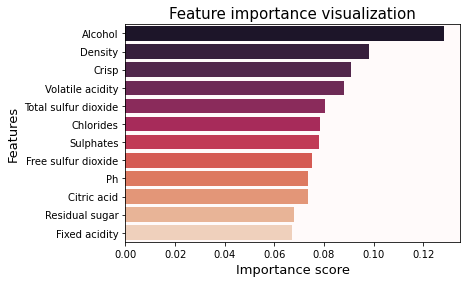 Feature importance visualization
Alcohol
Density
Crisp
Volatile acidity
Total sulfur dioxide
Chlorides
Sulphates
Free sulfur dioxide
Ph
Citric acid
Residual sugar
Fixed acidity
Features
0.00 0.02 0.04 0.06 0.08 0.10 0.12
Importance score